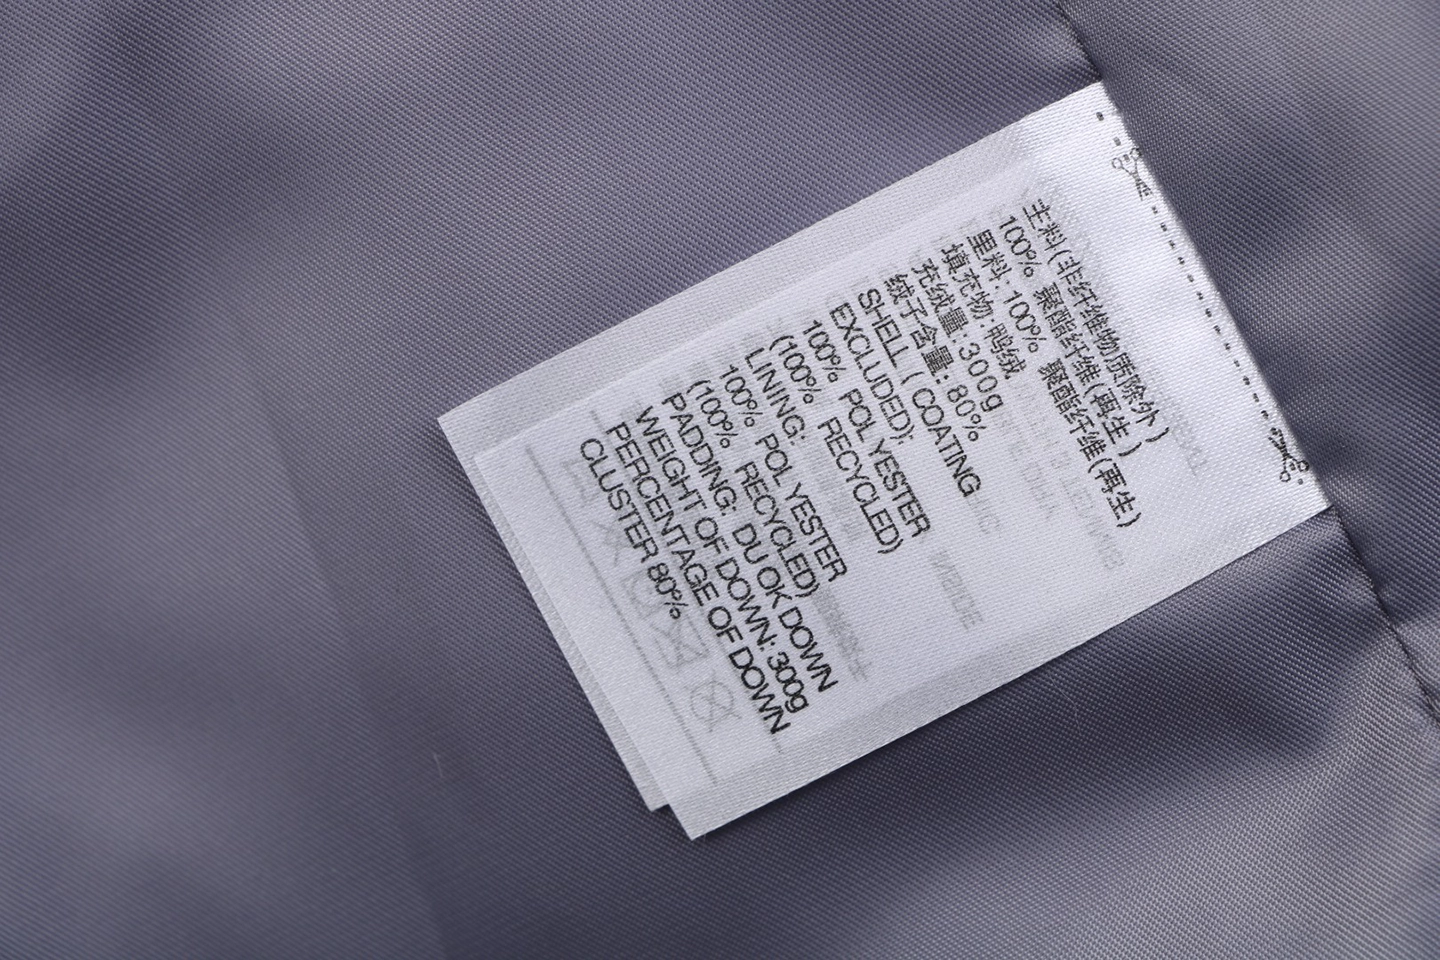 主料(非纤维物质除外)
100% 聚酯纤维(再生)
里料: 100% 聚酯纤维(再生)
填充物: 鸭绒
充绒量: 300g
绒子含量: 80%
SHELL (COATING
EXCLUDED):
100% POLYESTER
(100% RECYCLED)
LINING:
100% POLYESTER
(100% RECYCLED)
PADDING: DU OK DOWN
WEIGHT OF DOWN: 300g
PERCENTAGE OF DOWN
CLUSTER 80%